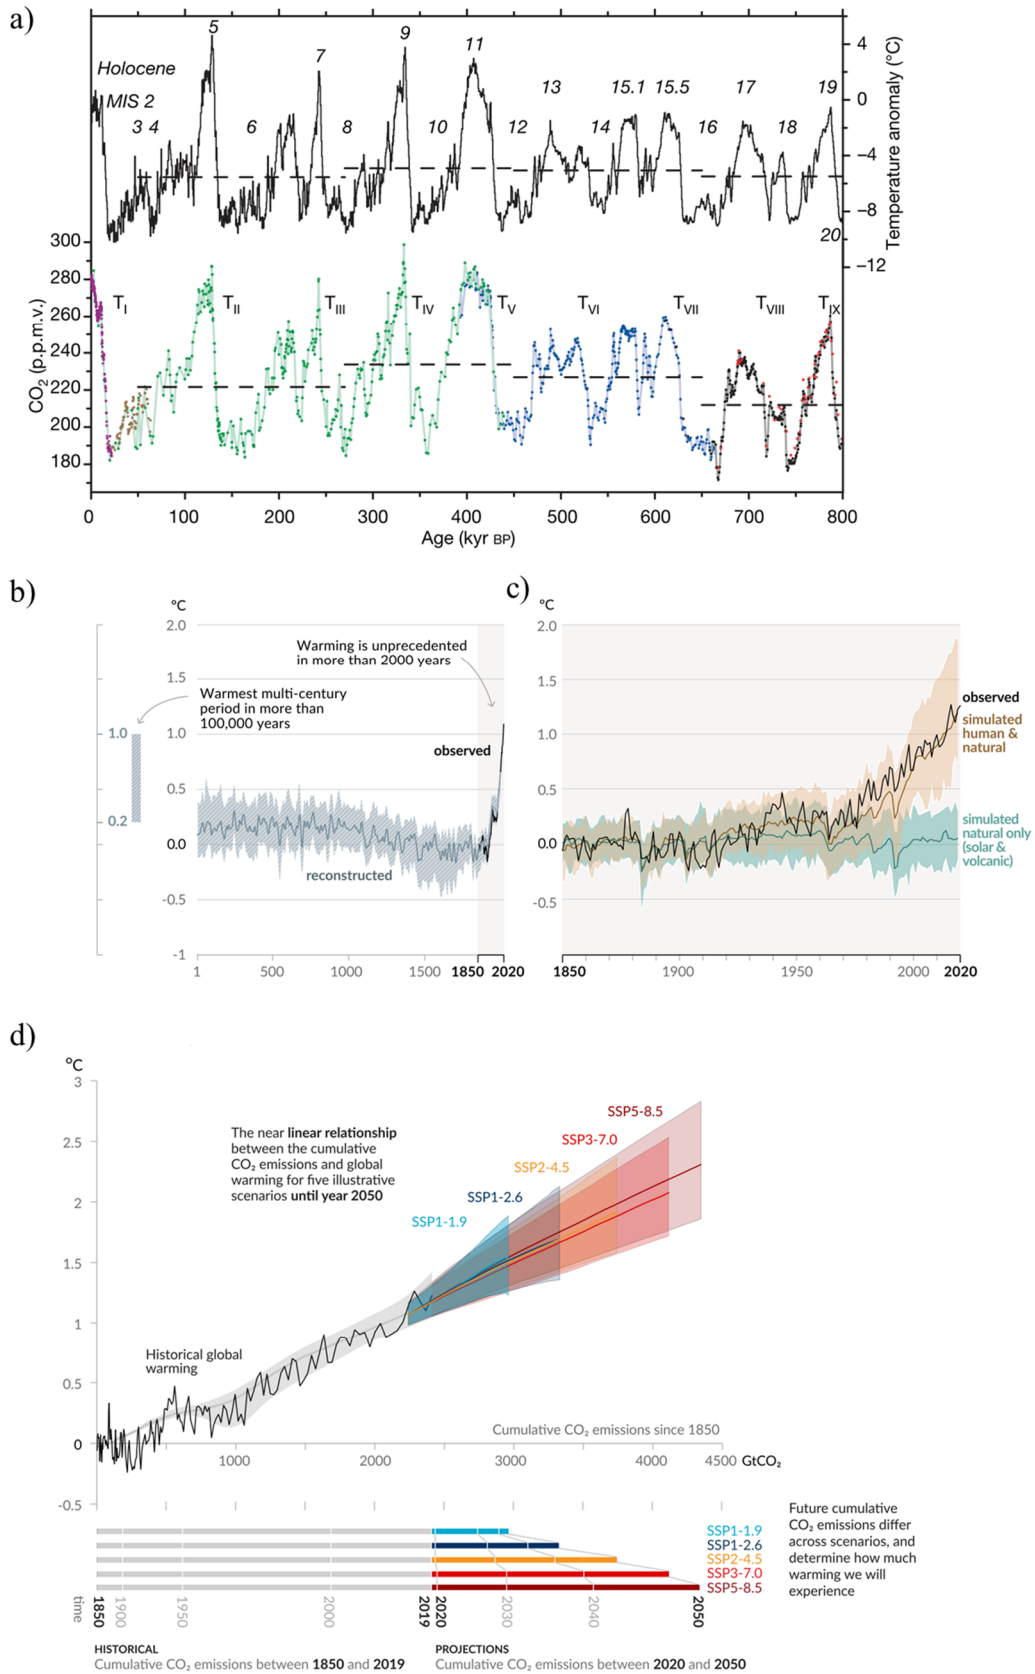 a)
5
9
11
7
Holocene
MIS 2
13
15.1
15.5
17
19
3 4
6
8
10
12
14
16
18
20
4
0
−4
−8
−12
Temperature anomaly (°C)
300
280
260
240
220
200
180
CO₂ (p.p.m.v.)
T I
T II
T III
T IV
T V
T VI
T VII
T VIII
T IX
0 100 200 300 400 500 600 700 800
Age (kyr BP)
b)
ºC
2.0
1.5
1.0
0.5
0.0
-0.5
-1
1.0
0.2
Warming is unprecedented
in more than 2000 years
Warmest multi-century
period in more than
100,000 years
observed
reconstructed
1 500 1000 1500 1850 2020
c)
ºC
2.0
1.5
1.0
0.5
0.0
-0.5
observed
simulated
human &
natural
simulated
natural only
(solar &
volcanic)
1850 1900 1950 2000 2020
d)
ºC
3
2.5
2
1.5
1
0.5
0
-0.5
The near linear relationship
between the cumulative
CO₂ emissions and global
warming for five illustrative
scenarios until year 2050
SSP5-8.5
SSP3-7.0
SSP2-4.5
SSP1-2.6
SSP1-1.9
Historical global
warming
Cumulative CO₂ emissions since 1850
1000 2000 3000 4000 4500 GtCO₂
SSP1-1.9
SSP1-2.6
SSP2-4.5
SSP3-7.0
SSP5-8.5
Future cumulative
CO₂ emissions differ
across scenarios, and
determine how much
warming we will
experience
time
1850 1900 1950 2000 2019 2020 2030 2040 2050
HISTORICAL
Cumulative CO₂ emissions between 1850 and 2019
PROJECTIONS
Cumulative CO₂ emissions between 2020 and 2050